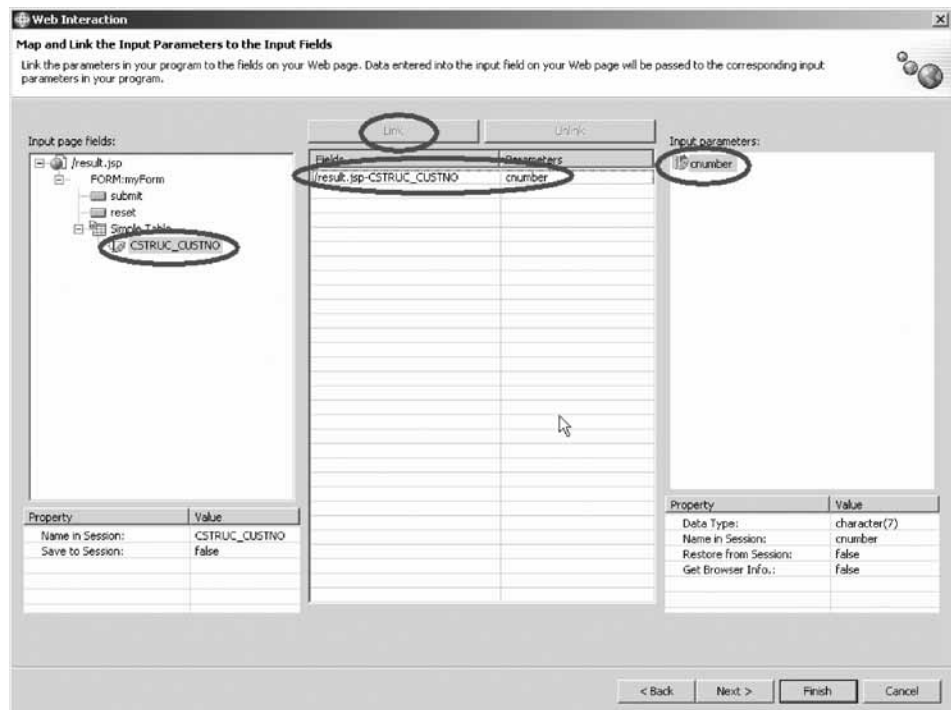 Web Interaction
Map and Link the Input Parameters to the Input Fields
Link the parameters in your program to the fields on your Web page. Data entered into the input field on your Web page will be passed to the corresponding input
parameters in your program.
Input page fields:
/result.jsp
FORM:myForm
submit
reset
Simple Table
CSTRUC_CUSTNO
Property Value
Name in Session: CSTRUC_CUSTNO
Save to Session: false
Link Unlink
Fields Parameters
/result.jsp-CSTRUC_CUSTNO cnumber
Input parameters:
cnumber
Property Value
Data Type: character(7)
Name in Session: cnumber
Restore from Session: false
Get Browser Info.: false
< Back Next > Finish Cancel